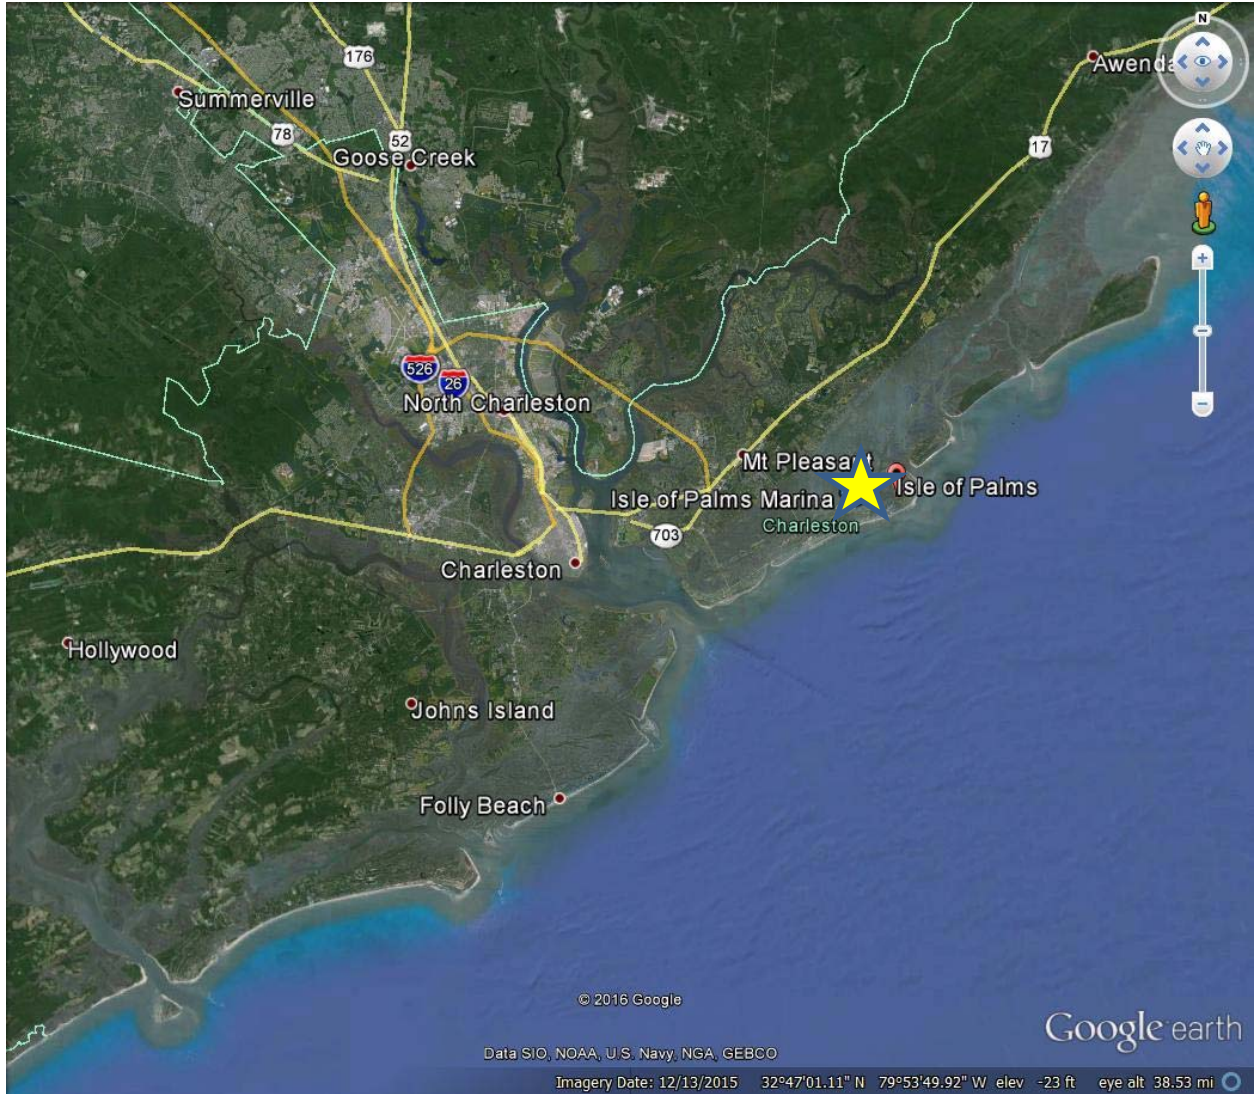 N
176
Awenda
Summerville
78
52
17
Goose Creek
526
26
North Charleston
Mt Pleasant
Isle of Palms
Isle of Palms Marina
Charleston
703
Charleston
Hollywood
Johns Island
Folly Beach
© 2016 Google
Google earth
Data SIO, NOAA, U.S. Navy, NGA, GEBCO
Imagery Date: 12/13/2015 32°47'01.11" N 79°53'49.92" W elev -23 ft eye alt 38.53 mi